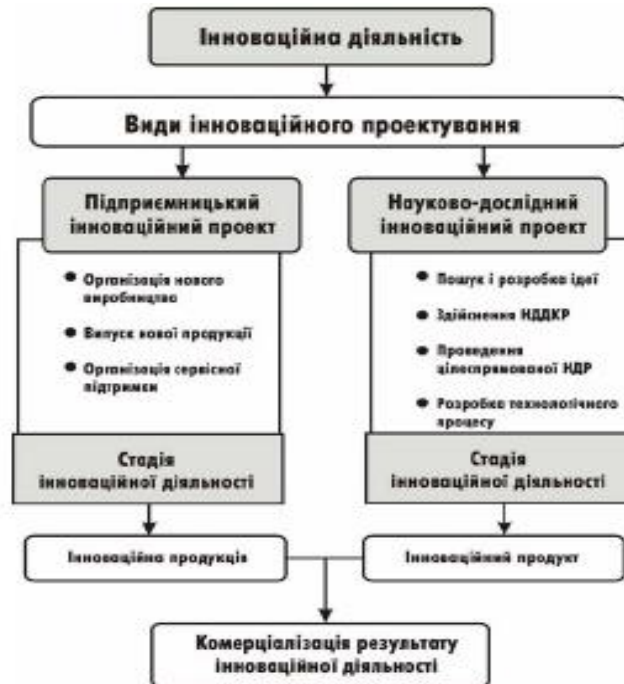 Інноваційна діяльність
Види інноваційного проектування
Підприємницький
інноваційний проект
Організація нового
виробництва
Випуск нової продукції
Організація сервісної
підтримки
Стадія
інноваційної діяльності
Інноваційна продукція
Науково-дослідний
інноваційний проект
Пошук і розробка ідеї
Здійснення НДДКР
Проведення
цілеспрямованої НДР
Розробка технологічного
процесу
Стадія
інноваційної діяльності
Інноваційний продукт
Комерціалізація результату
інноваційної діяльності